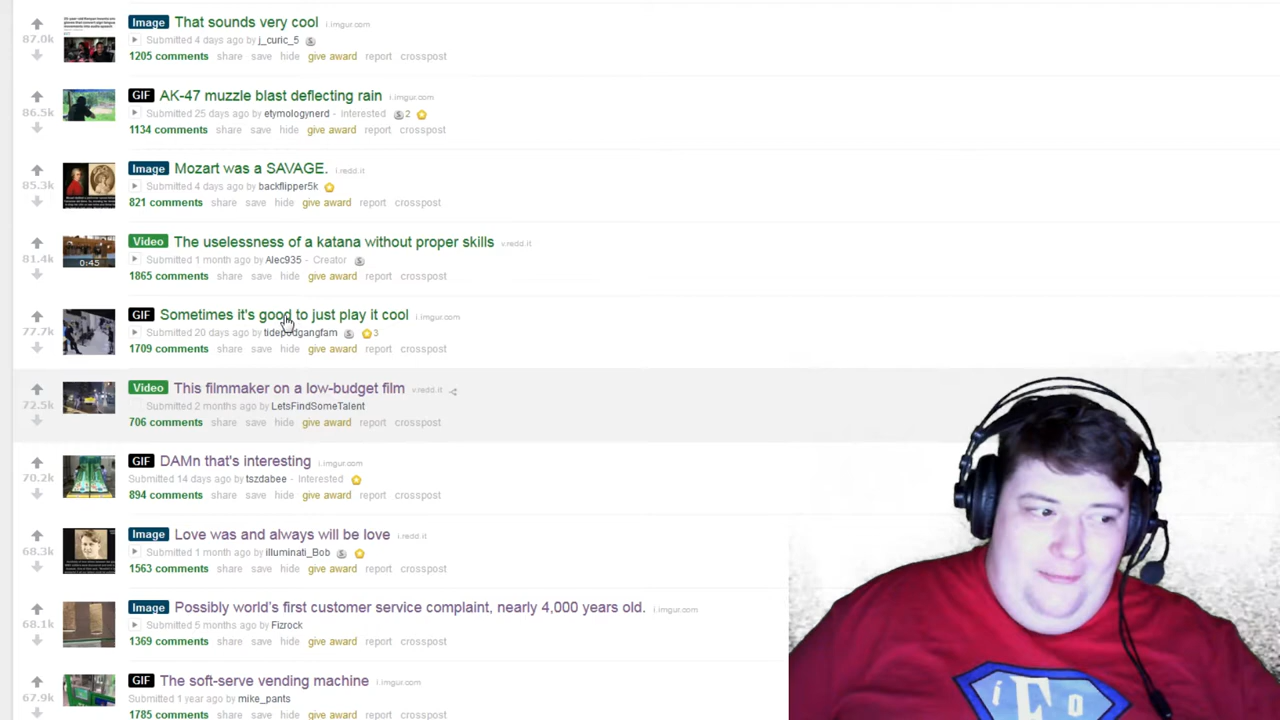 87.0k
Image That sounds very cool i.imgur.com
Submitted 4 days ago by j_curic_5
1205 comments share save hide give award report crosspost
86.5k
GIF AK-47 muzzle blast deflecting rain i.imgur.com
Submitted 25 days ago by etymologynerd - Interested 2
1134 comments share save hide give award report crosspost
85.3k
Image Mozart was a SAVAGE. i.redd.it
Submitted 4 days ago by backflipper5k
821 comments share save hide give award report crosspost
81.4k
0:45
Video The uselessness of a katana without proper skills v.redd.it
Submitted 1 month ago by Alec935 - Creator
1865 comments share save hide give award report crosspost
77.7k
GIF Sometimes it's good to just play it cool i.imgur.com
Submitted 20 days ago by tidepodgangfam 3
1709 comments share save hide give award report crosspost
72.5k
Video This filmmaker on a low-budget film v.redd.it
Submitted 2 months ago by LetsFindSomeTalent
706 comments share save hide give award report crosspost
70.2k
GIF DAMn that's interesting i.imgur.com
Submitted 14 days ago by tszdabee - Interested
894 comments share save hide give award report crosspost
68.3k
Image Love was and always will be love i.redd.it
Submitted 1 month ago by illuminati_Bob
1563 comments share save hide give award report crosspost
68.1k
Image Possibly world's first customer service complaint, nearly 4,000 years old. i.imgur.com
Submitted 5 months ago by Fizrock
1369 comments share save hide give award report crosspost
67.9k
GIF The soft-serve vending machine i.imgur.com
Submitted 1 year ago by mike_pants
1785 comments share save hide give award report crosspost
i E O